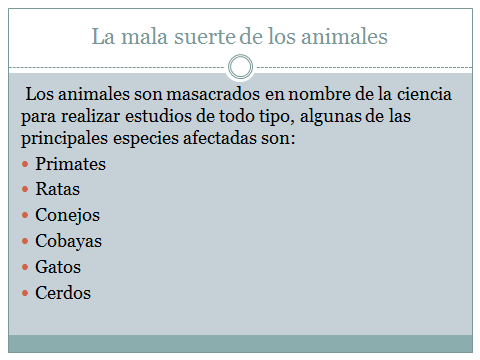 La mala suerte de los animales
Los animales son masacrados en nombre de la ciencia
para realizar estudios de todo tipo, algunas de las
principales especies afectadas son:
• Primates
• Ratas
• Conejos
• Cobayas
• Gatos
• Cerdos